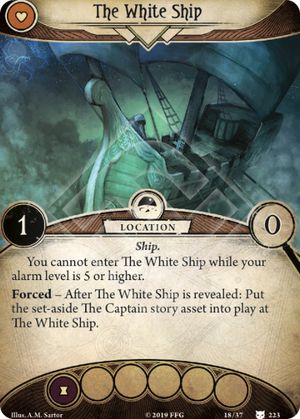 The White Ship
1
LOCATION
0
Ship.
You cannot enter The White Ship while your
alarm level is 5 or higher.
Forced – After The White Ship is revealed: Put
the set-aside The Captain story asset into play at
The White Ship.
Illus. A.M. Sartor
© 2019 FFG
18/37
223